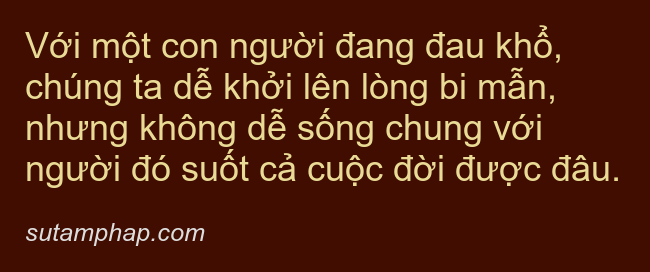 Với một con người đang đau khổ,
chúng ta dễ khởi lên lòng bi mẫn,
nhưng không dễ sống chung với
người đó suốt cả cuộc đời được đâu.
sutamphap.com